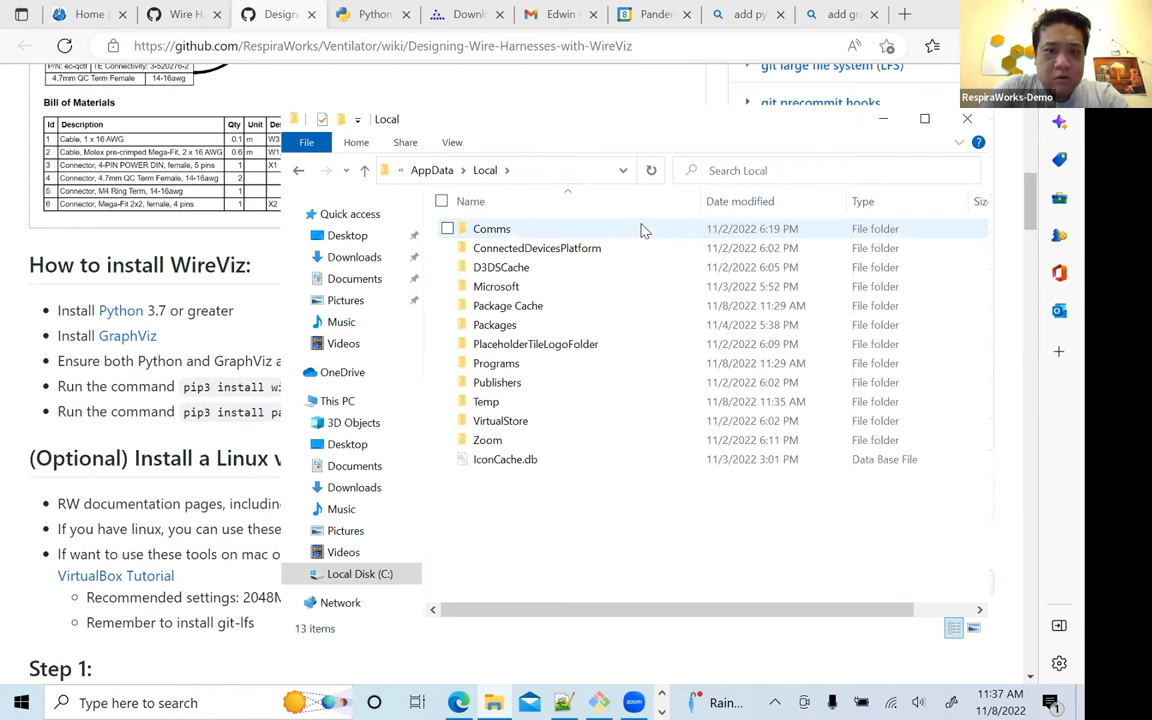 Home
Wire H
Design
Python
Downl
Edwin
Pander
add py
add gr
https://github.com/RespiraWorks/Ventilator/wiki/Designing-Wire-Harnesses-with-WireViz
RespiraWorks-Demo
P/N: ec-qctf TE Connectivity: 3-520276-2
4.7mm QC Term Female 14-16awg
Bill of Materials
Id Description Qty Unit Des
1 Cable, 1 x 16 AWG 0.1 m W3
2 Cable, Molex pre-crimped Mega-Fit, 2 x 16 AWG 0.6 m W1
3 Connector, 4-PIN POWER DIN, female, 5 pins 1 X1
4 Connector, 4.7mm QC Term Female, 14-16awg 2
5 Connector, M4 Ring Term, 14-16awg 1
6 Connector, Mega-Fit 2x2, female, 4 pins 1 X2
git large file system (LFS)
git precommit hooks
How to install WireViz:
Install Python 3.7 or greater
Install GraphViz
Ensure both Python and GraphViz a
Run the command pip3 install wi
Run the command pip3 install pa
(Optional) Install a Linux v
RW documentation pages, includin
If you have linux, you can use these
If want to use these tools on mac o
VirtualBox Tutorial
Recommended settings: 2048M
Remember to install git-lfs
Step 1:
Local
File Home Share View
« AppData Local
Search Local
Name Date modified Type Size
Quick access
Desktop
Downloads
Documents
Pictures
Music
Videos
OneDrive
This PC
3D Objects
Desktop
Documents
Downloads
Music
Pictures
Videos
Local Disk (C:)
Network
Comms 11/2/2022 6:19 PM File folder
ConnectedDevicesPlatform 11/2/2022 6:02 PM File folder
D3DSCache 11/2/2022 6:05 PM File folder
Microsoft 11/3/2022 5:52 PM File folder
Package Cache 11/8/2022 11:29 AM File folder
Packages 11/4/2022 5:38 PM File folder
PlaceholderTileLogoFolder 11/2/2022 6:09 PM File folder
Programs 11/8/2022 11:29 AM File folder
Publishers 11/2/2022 6:02 PM File folder
Temp 11/8/2022 11:35 AM File folder
VirtualStore 11/2/2022 6:02 PM File folder
Zoom 11/2/2022 6:11 PM File folder
IconCache.db 11/3/2022 3:01 PM Data Base File
13 items
Type here to search
zoom
Rain...
11:37 AM
11/8/2022
1